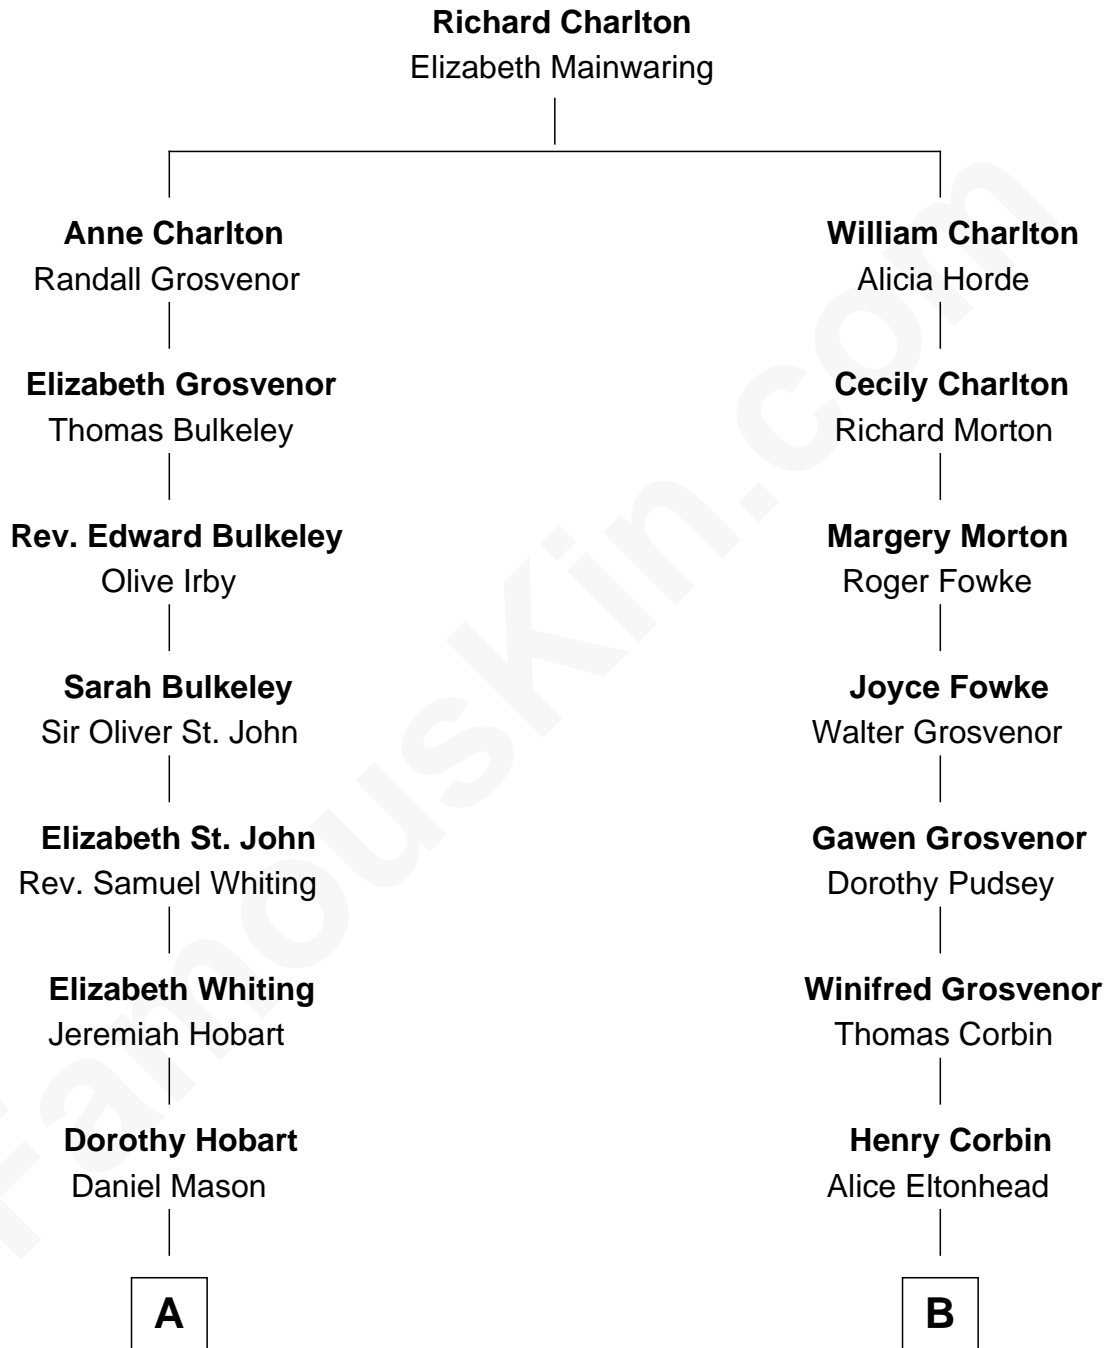 Richard Charlton
Elizabeth Mainwaring
Anne Charlton
Randall Grosvenor
Elizabeth Grosvenor
Thomas Bulkeley
Rev. Edward Bulkeley
Olive Irby
Sarah Bulkeley
Sir Oliver St. John
Elizabeth St. John
Rev. Samuel Whiting
Elizabeth Whiting
Jeremiah Hobart
Dorothy Hobart
Daniel Mason
A
William Charlton
Alicia Horde
Cecily Charlton
Richard Morton
Margery Morton
Roger Fowke
Joyce Fowke
Walter Grosvenor
Gawen Grosvenor
Dorothy Pudsey
Winifred Grosvenor
Thomas Corbin
Henry Corbin
Alice Eltonhead
B
FamousKin.com